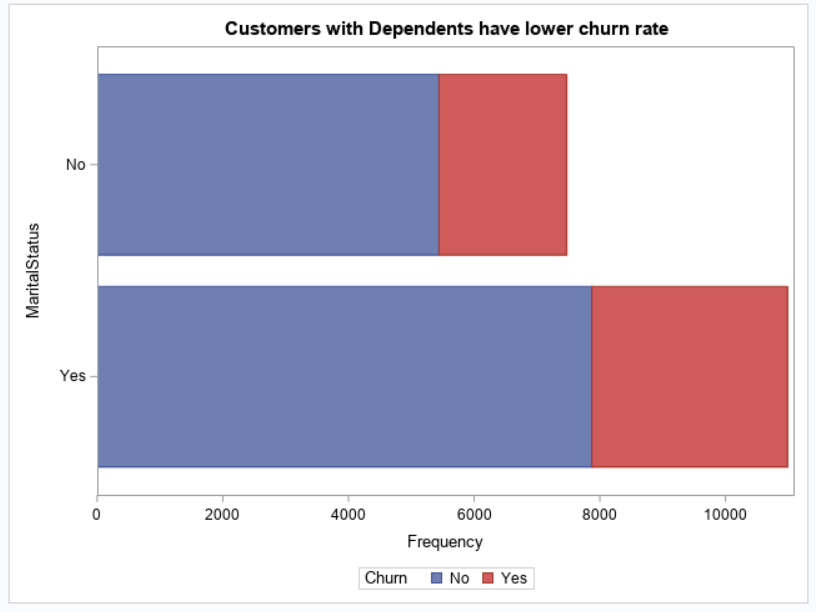 Customers with Dependents have lower churn rate
MaritalStatus
No
Yes
0 2000 4000 6000 8000 10000
Frequency
Churn No Yes